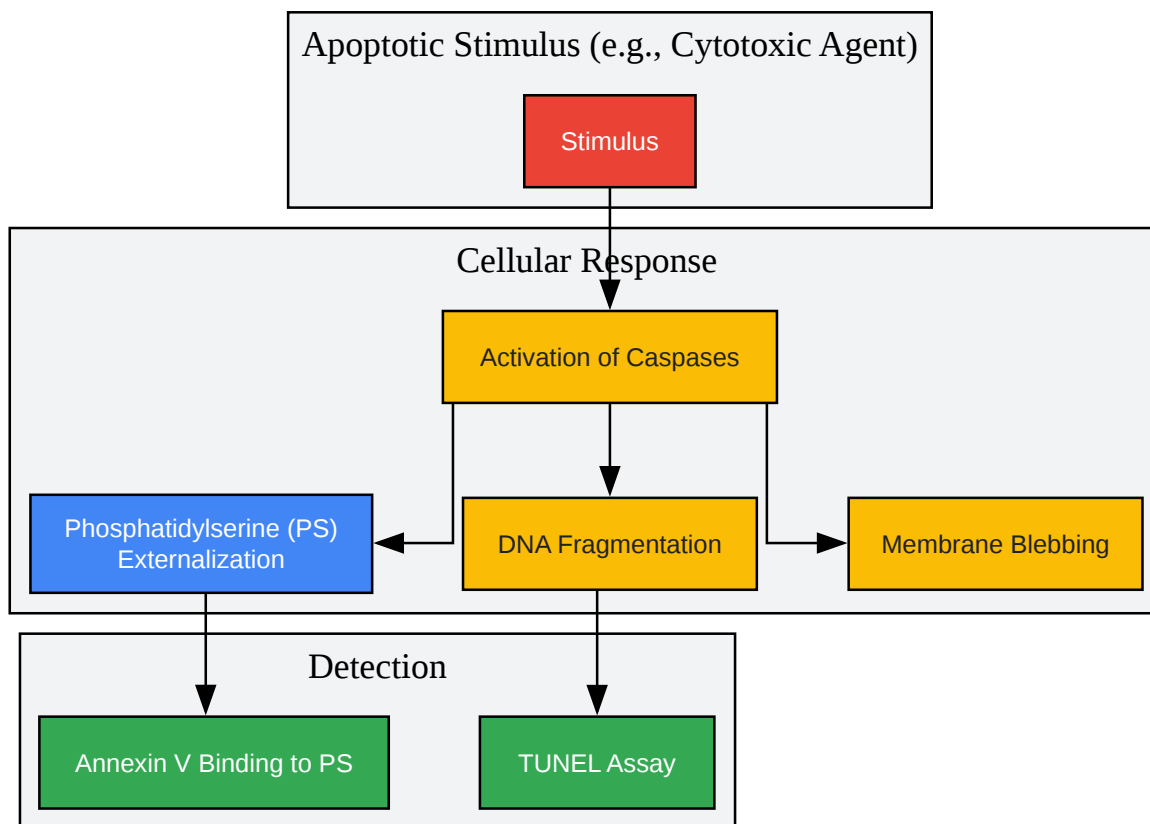 Apoptotic Stimulus (e.g., Cytotoxic Agent)
Stimulus
Cellular Response
Activation of Caspases
Phosphatidylserine (PS)
Externalization
DNA Fragmentation
Membrane Blebbing
Detection
Annexin V Binding to PS
TUNEL Assay